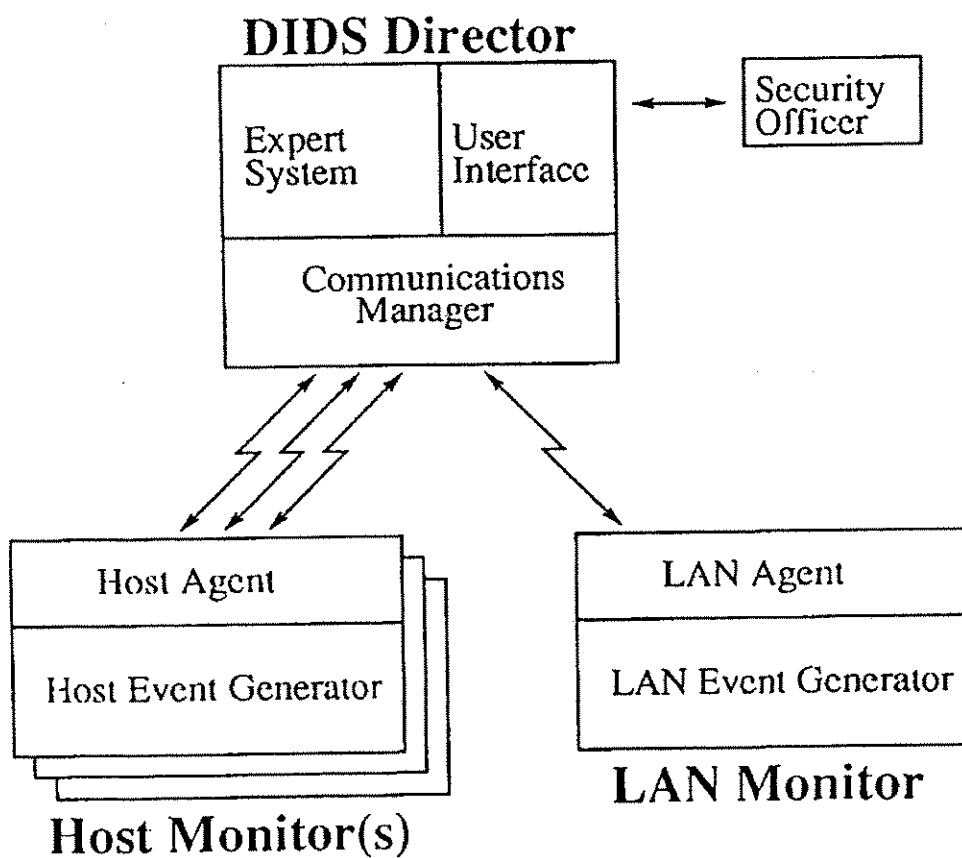 DIDS Director
Expert
System
User
Interface
Security
Officer
Communications
Manager
Host Agent
Host Event Generator
Host Monitor(s)
LAN Agent
LAN Event Generator
LAN Monitor